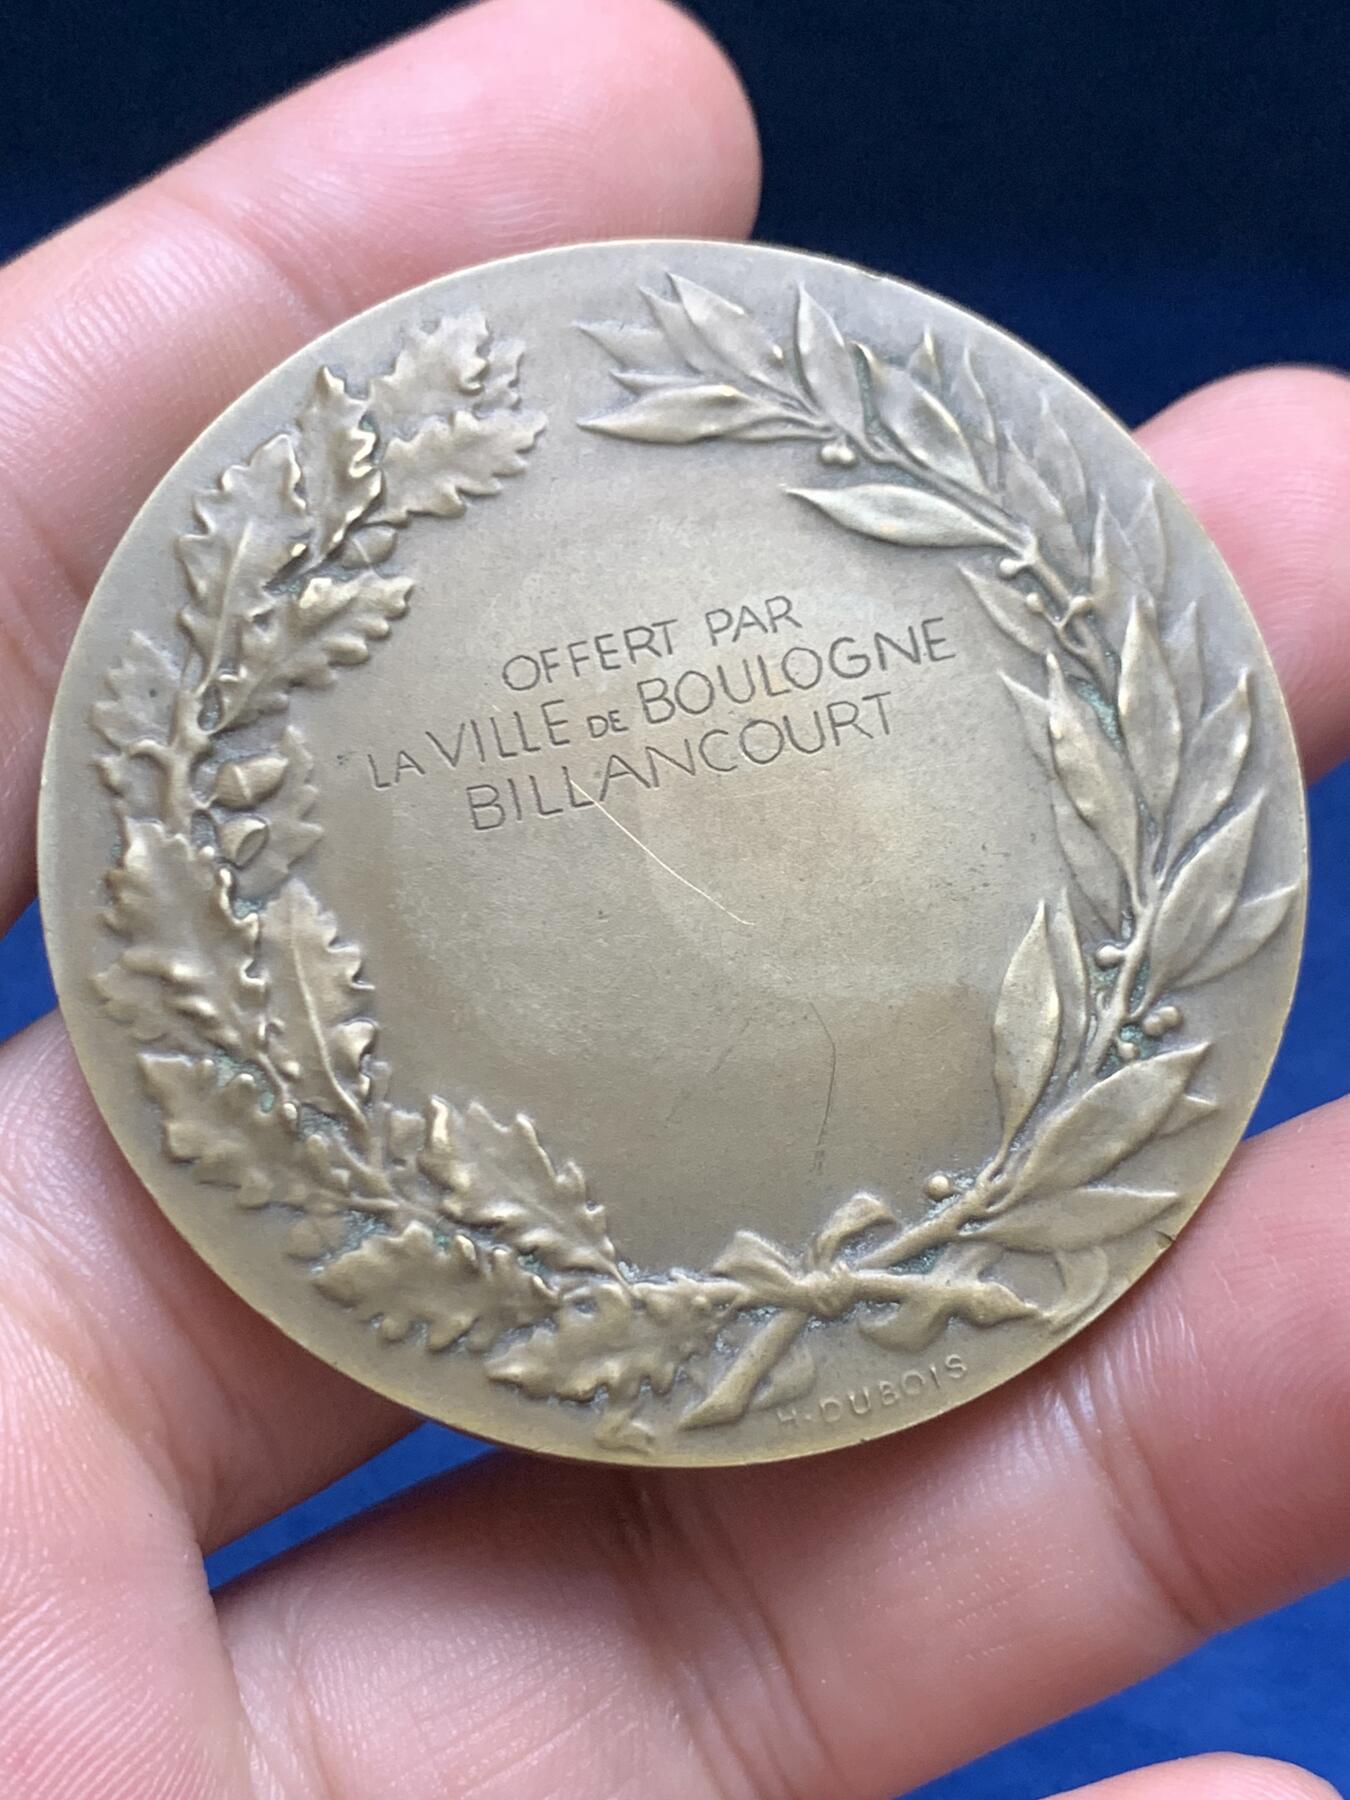 OFFERT PAR
LA VILLE DE BOULOGNE
BILLANCOURT
H. DUBOIS